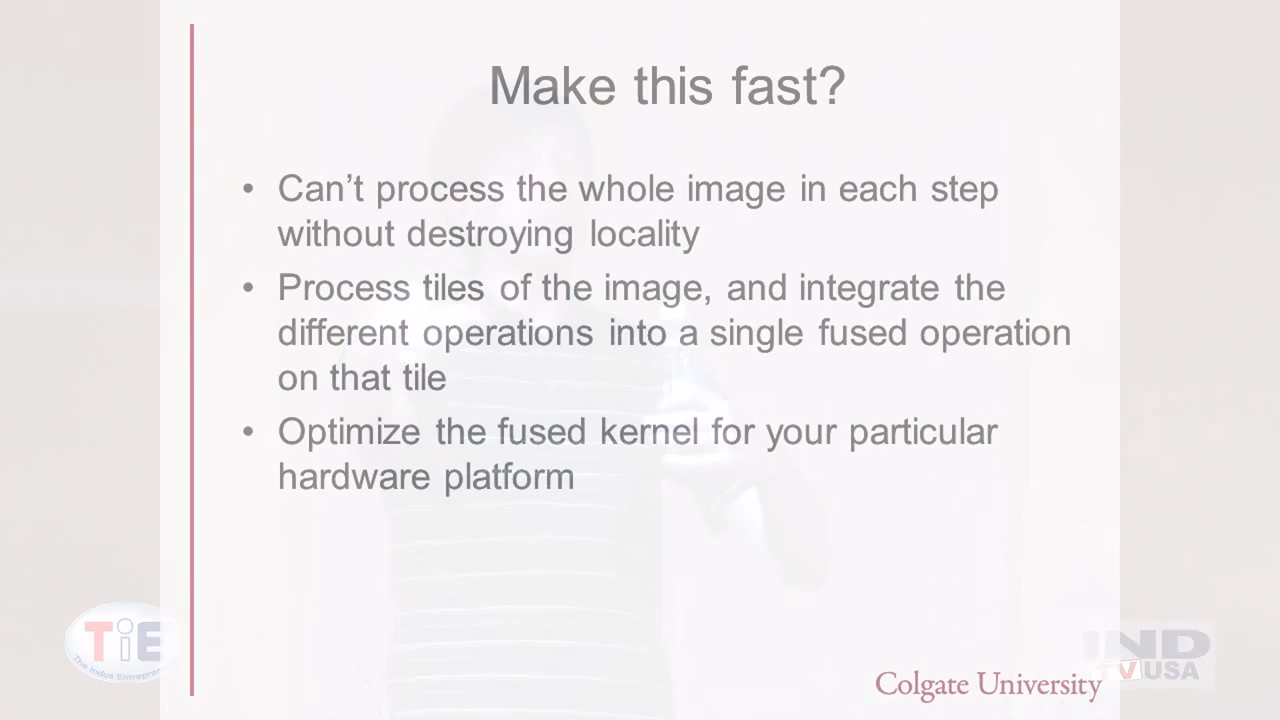 Make this fast?
• Can't process the whole image in each step
without destroying locality
• Process tiles of the image, and integrate the
different operations into a single fused operation
on that tile
• Optimize the fused kernel for your particular
hardware platform
TiE
The Indus Entrepre
IND
TV USA
Colgate University